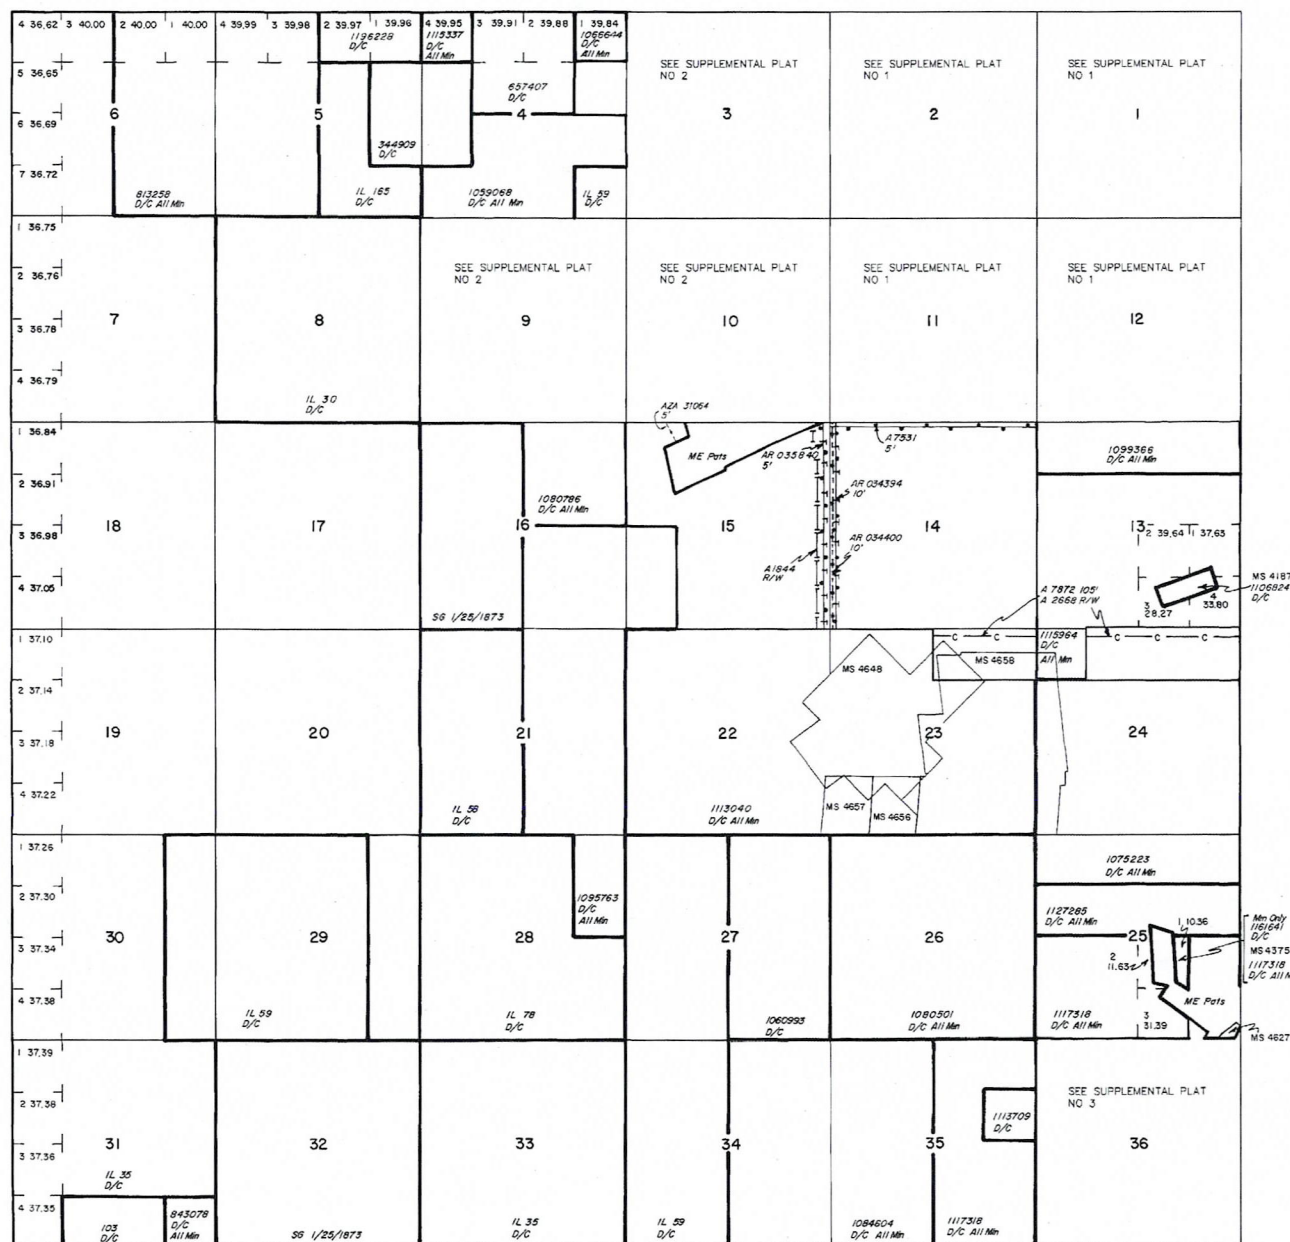 4 36,62 3 40.00 2 40.00 1 40.00 4 39,99 3 39,98 2 39,97 1 39,96 4 39,95 3 39,91 2 39,88 1 39,84
1196228
D/C
1115337
D/C
All Min
1066644
D/C
All Min
5 36,65
657407
D/C
SEE SUPPLEMENTAL PLAT
NO 2
SEE SUPPLEMENTAL PLAT
NO 1
SEE SUPPLEMENTAL PLAT
NO 1
6 36,69
6 5 4 3 2 1
344909
D/C
7 36,72
813258
D/C All Min
IL 165
D/C
1059068
D/C All Min
IL 59
D/C
1 36,75
2 36,76
SEE SUPPLEMENTAL PLAT
NO 2
SEE SUPPLEMENTAL PLAT
NO 2
SEE SUPPLEMENTAL PLAT
NO 1
SEE SUPPLEMENTAL PLAT
NO 1
3 36,78
7 8 9 10 11 12
4 36,79
IL 30
D/C
AZA 31064
5'
1 36,84
ME Pats
AR 035840
5'
A 7531
5'
1099366
D/C All Min
2 36,91
1080786
D/C All Min
AR 034394
10'
3 36,98
18 17 16 15 14 13
2 39,64 1 37,63
AR 034400
10'
A 1844
R/W
4 37,05
A 7872 105'
A 2668 R/W
3
28.27
4
33.80
MS 4187
1106824
D/C
SG 1/25/1873
1 37,10
C C
1115964
D/C
All Min
C C
MS 4648
MS 4658
2 37,14
3 37,18
19 20 21 22 23 24
4 37,22
IL 58
D/C
1113040
D/C All Min
MS 4657
MS 4656
1 37,26
1075223
D/C All Min
2 37,30
1095763
D/C
All Min
1127285
D/C All Min
3 37,34
30 29 28 27 26 25
1 10.36
2
11.63
Min Only
1161641
D/C
MS 4375
1117318
D/C All M
4 37,38
IL 59
D/C
IL 78
D/C
1060993
D/C
1080501
D/C All Min
1117318
D/C All Min
3
31.39
ME Pats
MS 4627
1 37,39
2 37,38
SEE SUPPLEMENTAL PLAT
NO 3
1113709
D/C
3 37,36
31 32 33 34 35 36
IL 35
D/C
4 37,35
103
D/C
843078
D/C
All Min
SG 1/25/1873
IL 35
D/C
IL 59
D/C
1084604
D/C All Min
1117318
D/C All Min